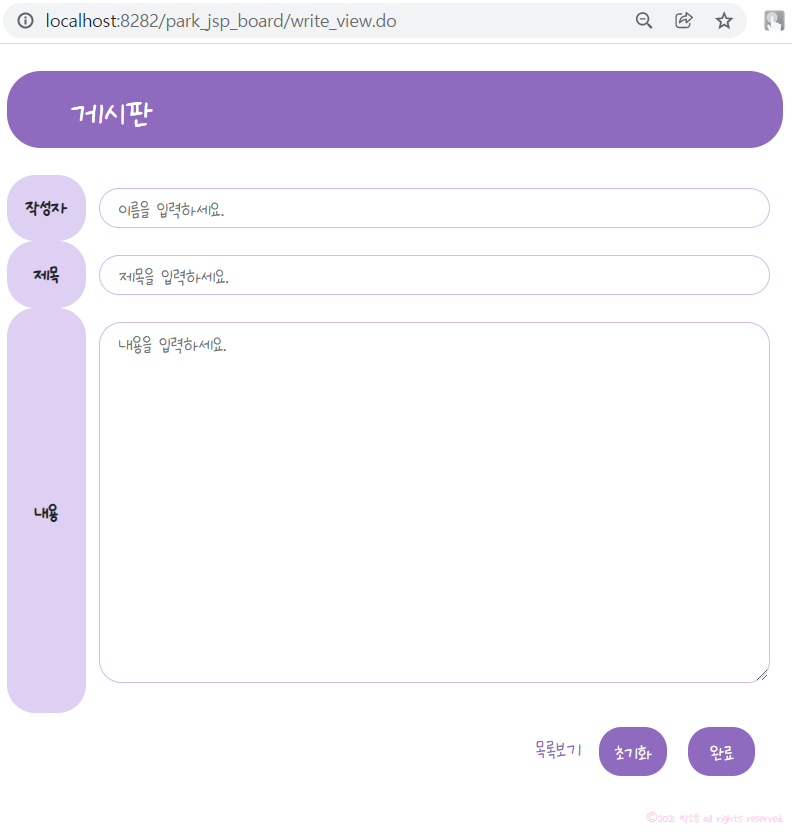 localhost:8282/park_jsp_board/write_view.do
게시판
작성자 이름을 입력하세요.
제목 제목을 입력하세요.
내용을 입력하세요.
내용
목록보기 초기화 완료
©2021 all rights reserved.